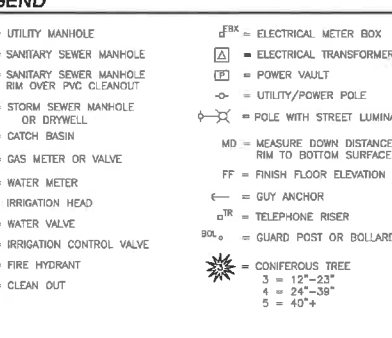 GEND
= UTILITY MANHOLE
= SANITARY SEWER MANHOLE
= SANITARY SEWER MANHOLE
RIM OVER PVC CLEANOUT
= STORM SEWER MANHOLE
OR DRYWELL
= CATCH BASIN
= GAS METER OR VALVE
= WATER METER
IRRIGATION HEAD
= WATER VALVE
= IRRIGATION CONTROL VALVE
= FIRE HYDRANT
= CLEAN OUT
EBX = ELECTRICAL METER BOX
= ELECTRICAL TRANSFORMER
P = POWER VAULT
= UTILITY/POWER POLE
= POLE WITH STREET LUMINA
MD = MEASURE DOWN DISTANCE
RIM TO BOTTOM SURFACE
FF = FINISH FLOOR ELEVATION
= GUY ANCHOR
TR = TELEPHONE RISER
BOL = GUARD POST OR BOLLARD
= CONIFEROUS TREE
3 = 12"-23"
4 = 24"-39"
5 = 40"+